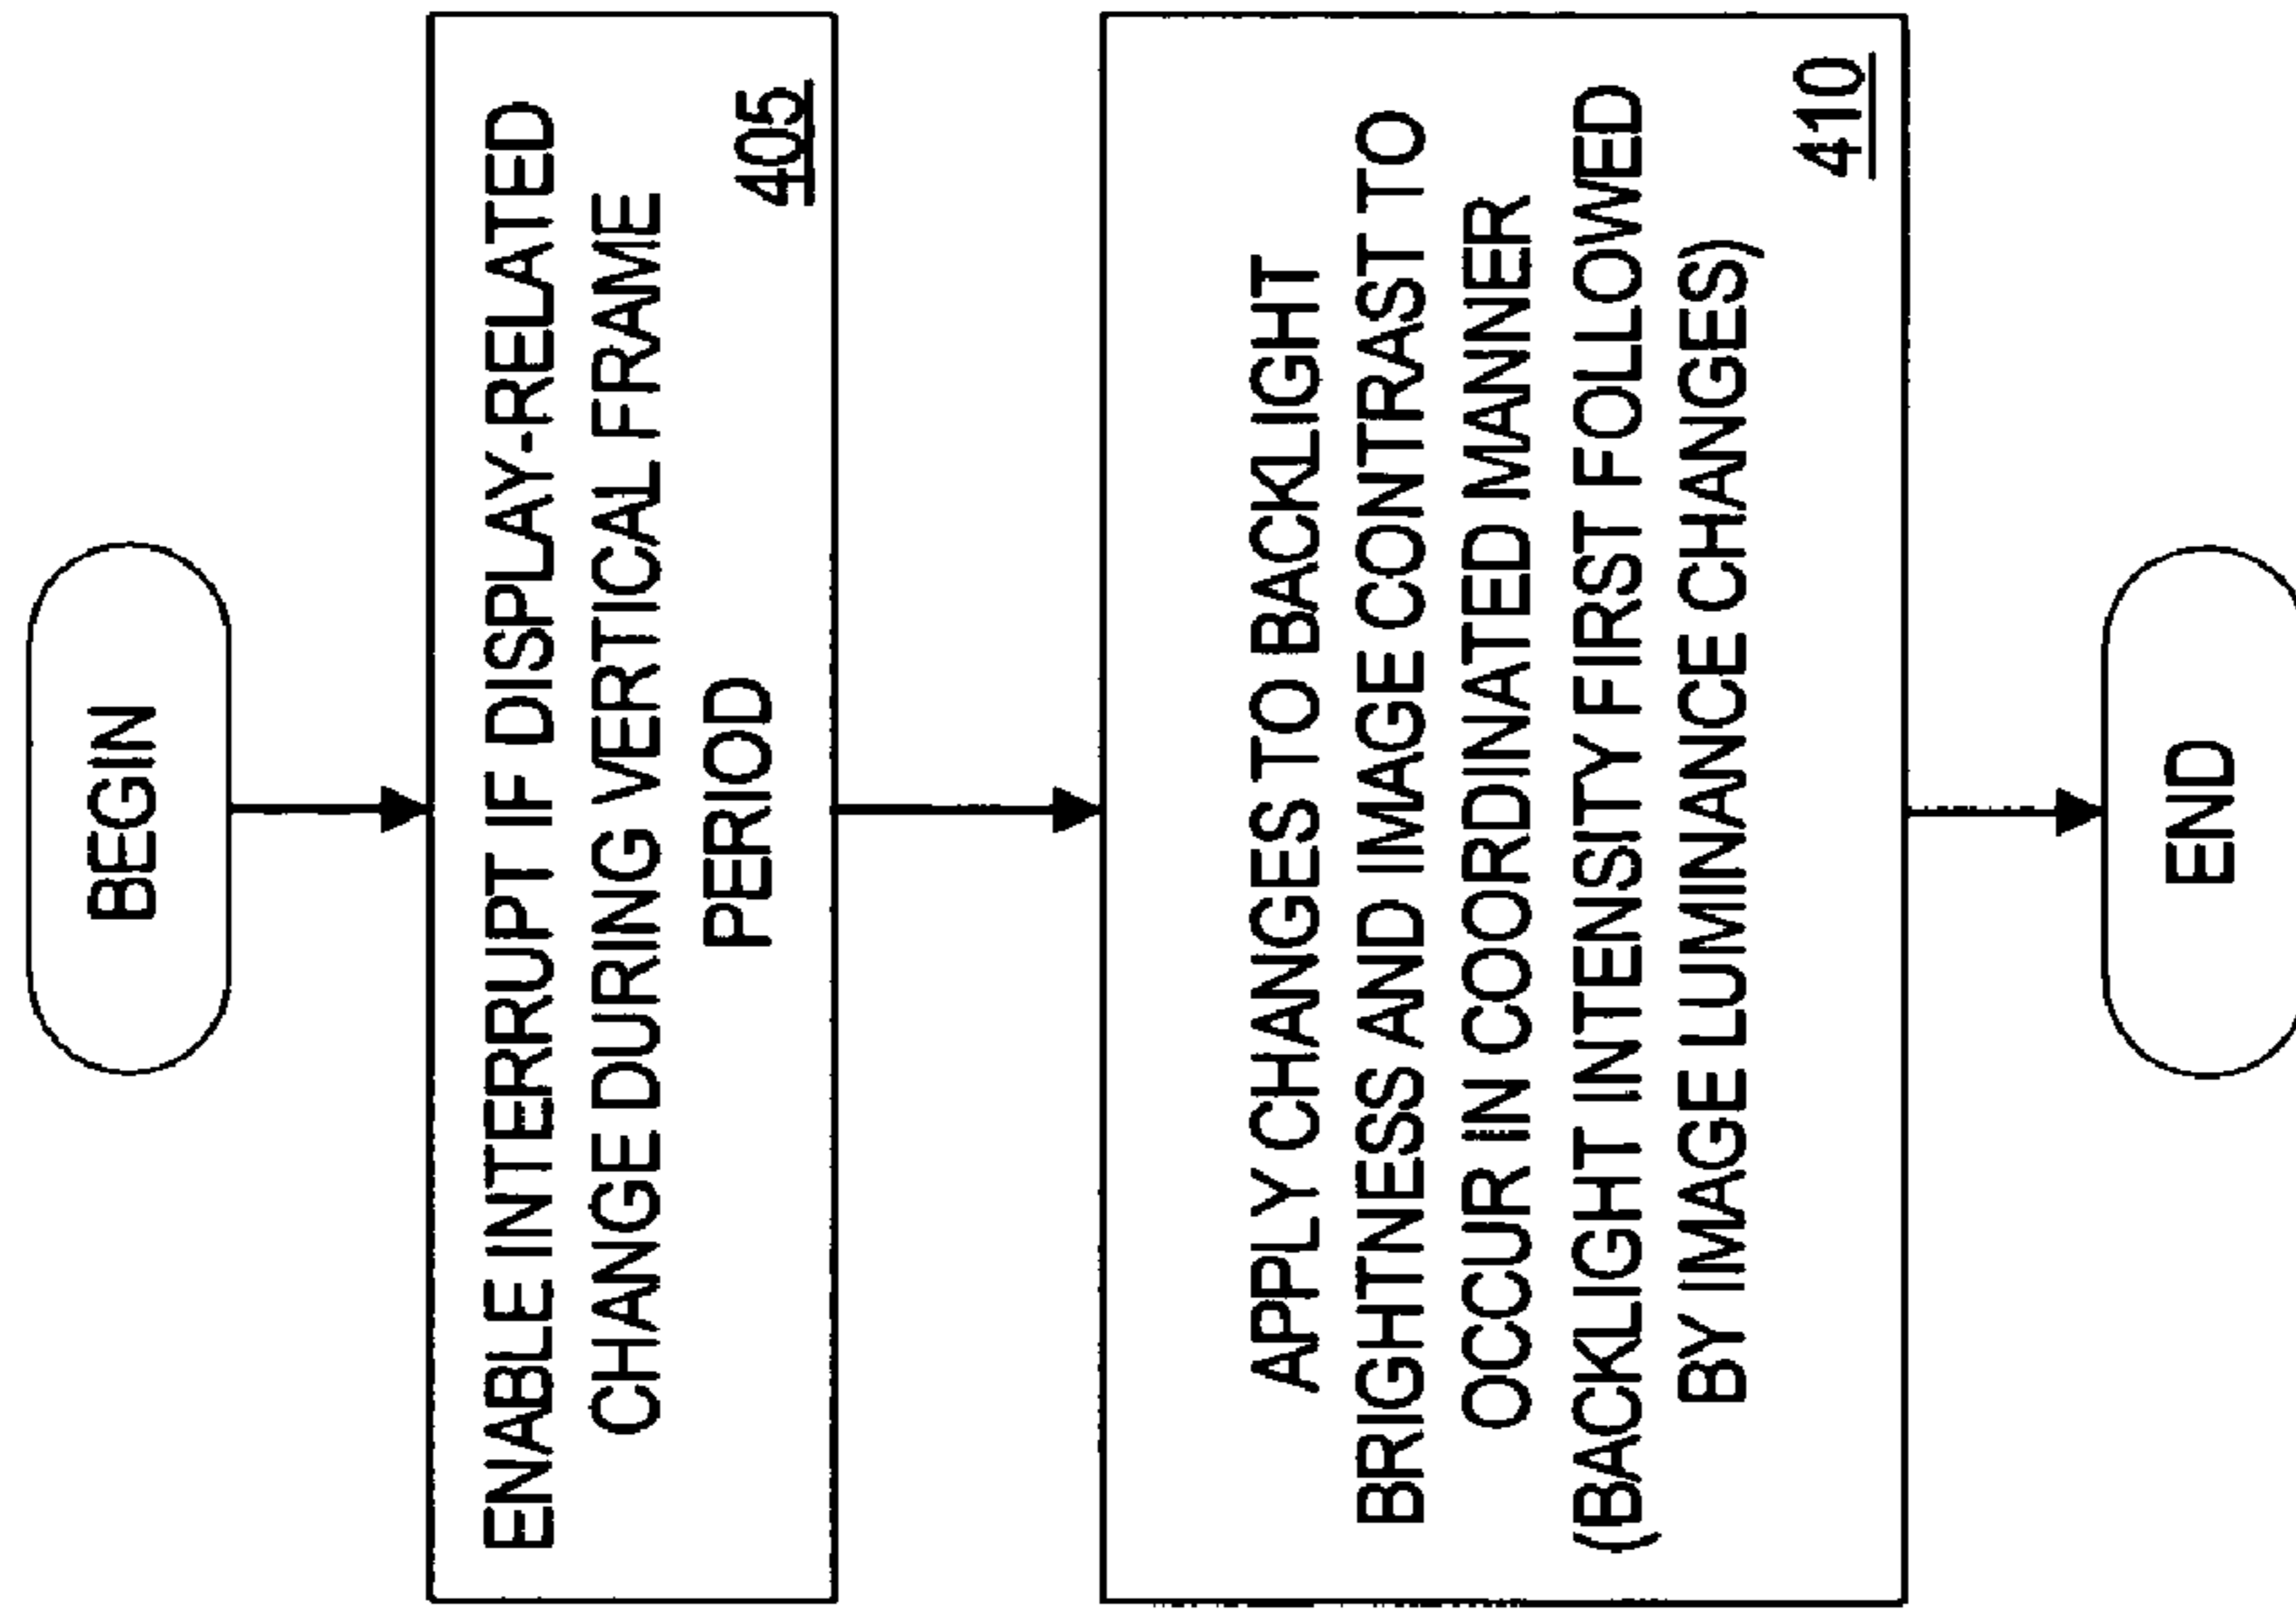 BEGIN
ENABLE INTERRUPT IF DISPLAY-RELATED
CHANGE DURING VERTICAL FRAME
PERIOD
405
APPLY CHANGES TO BACKLIGHT
BRIGHTNESS AND IMAGE CONTRAST TO
OCCUR IN COORDINATED MANNER
(BACKLIGHT INTENSITY FIRST FOLLOWED
BY IMAGE LUMINANCE CHANGES)
410
END